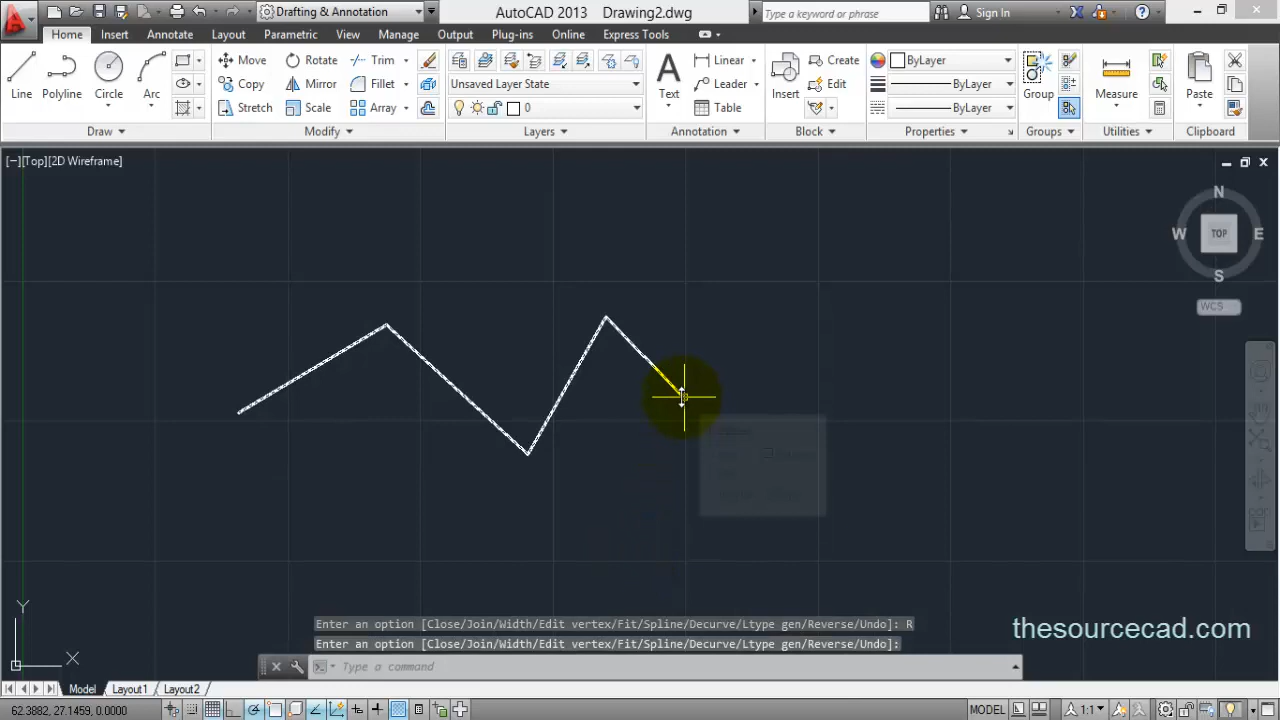 Drafting & Annotation
AutoCAD 2013 Drawing2.dwg
Type a keyword or phrase
Sign In
Home Insert Annotate Layout Parametric View Manage Output Plug-ins Online Express Tools
Move Rotate Trim Unsaved Layer State Linear Create ByLayer
Line Polyline Circle Arc Copy Mirror Fillet Text Leader Insert Edit ByLayer Group Measure Paste
Stretch Scale Array 0 Table ByLayer
Draw Modify Layers Annotation Block Properties Groups Utilities Clipboard
[−][Top][2D Wireframe]
N
W TOP E
S
WCS
Y
X
Enter an option [Close/Join/Width/Edit vertex/Fit/Spline/Decurve/Ltype gen/Reverse/Undo]: R
Enter an option [Close/Join/Width/Edit vertex/Fit/Spline/Decurve/Ltype gen/Reverse/Undo]:
thesourcecad.com
Type a command
Model Layout1 Layout2
62.3882, 27.1459, 0.0000 MODEL 1:1